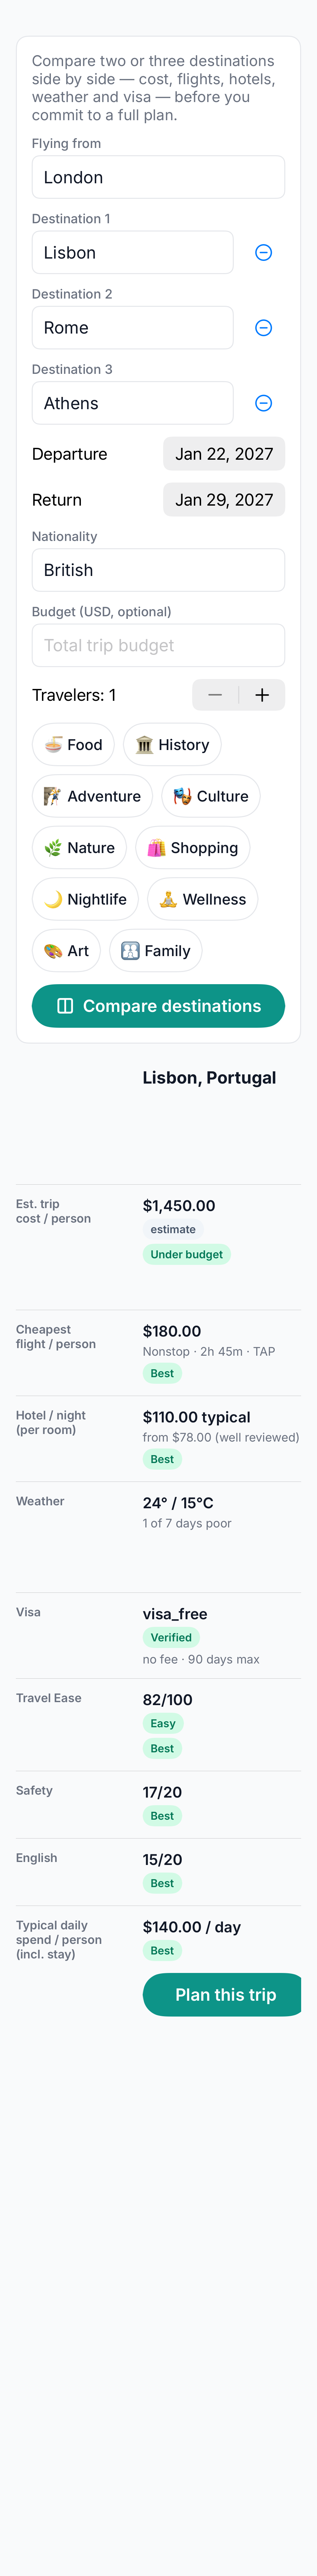 Compare two or three destinations
side by side — cost, flights, hotels,
weather and visa — before you
commit to a full plan.
Flying from
London
Destination 1
Lisbon
Destination 2
Rome
Destination 3
Athens
Departure
Jan 22, 2027
Return
Jan 29, 2027
Nationality
British
Budget (USD, optional)
Total trip budget
Travelers: 1
Food
History
Adventure
Culture
Nature
Shopping
Nightlife
Wellness
Art
Family
Compare destinations
Lisbon, Portugal
Est. trip
cost / person
$1,450.00
estimate
Under budget
Cheapest
flight / person
$180.00
Nonstop · 2h 45m · TAP
Best
Hotel / night
(per room)
$110.00 typical
from $78.00 (well reviewed)
Best
Weather
24° / 15°C
1 of 7 days poor
Visa
visa_free
Verified
no fee · 90 days max
Travel Ease
82/100
Easy
Best
Safety
17/20
Best
English
15/20
Best
Typical daily
spend / person
(incl. stay)
$140.00 / day
Best
Plan this trip